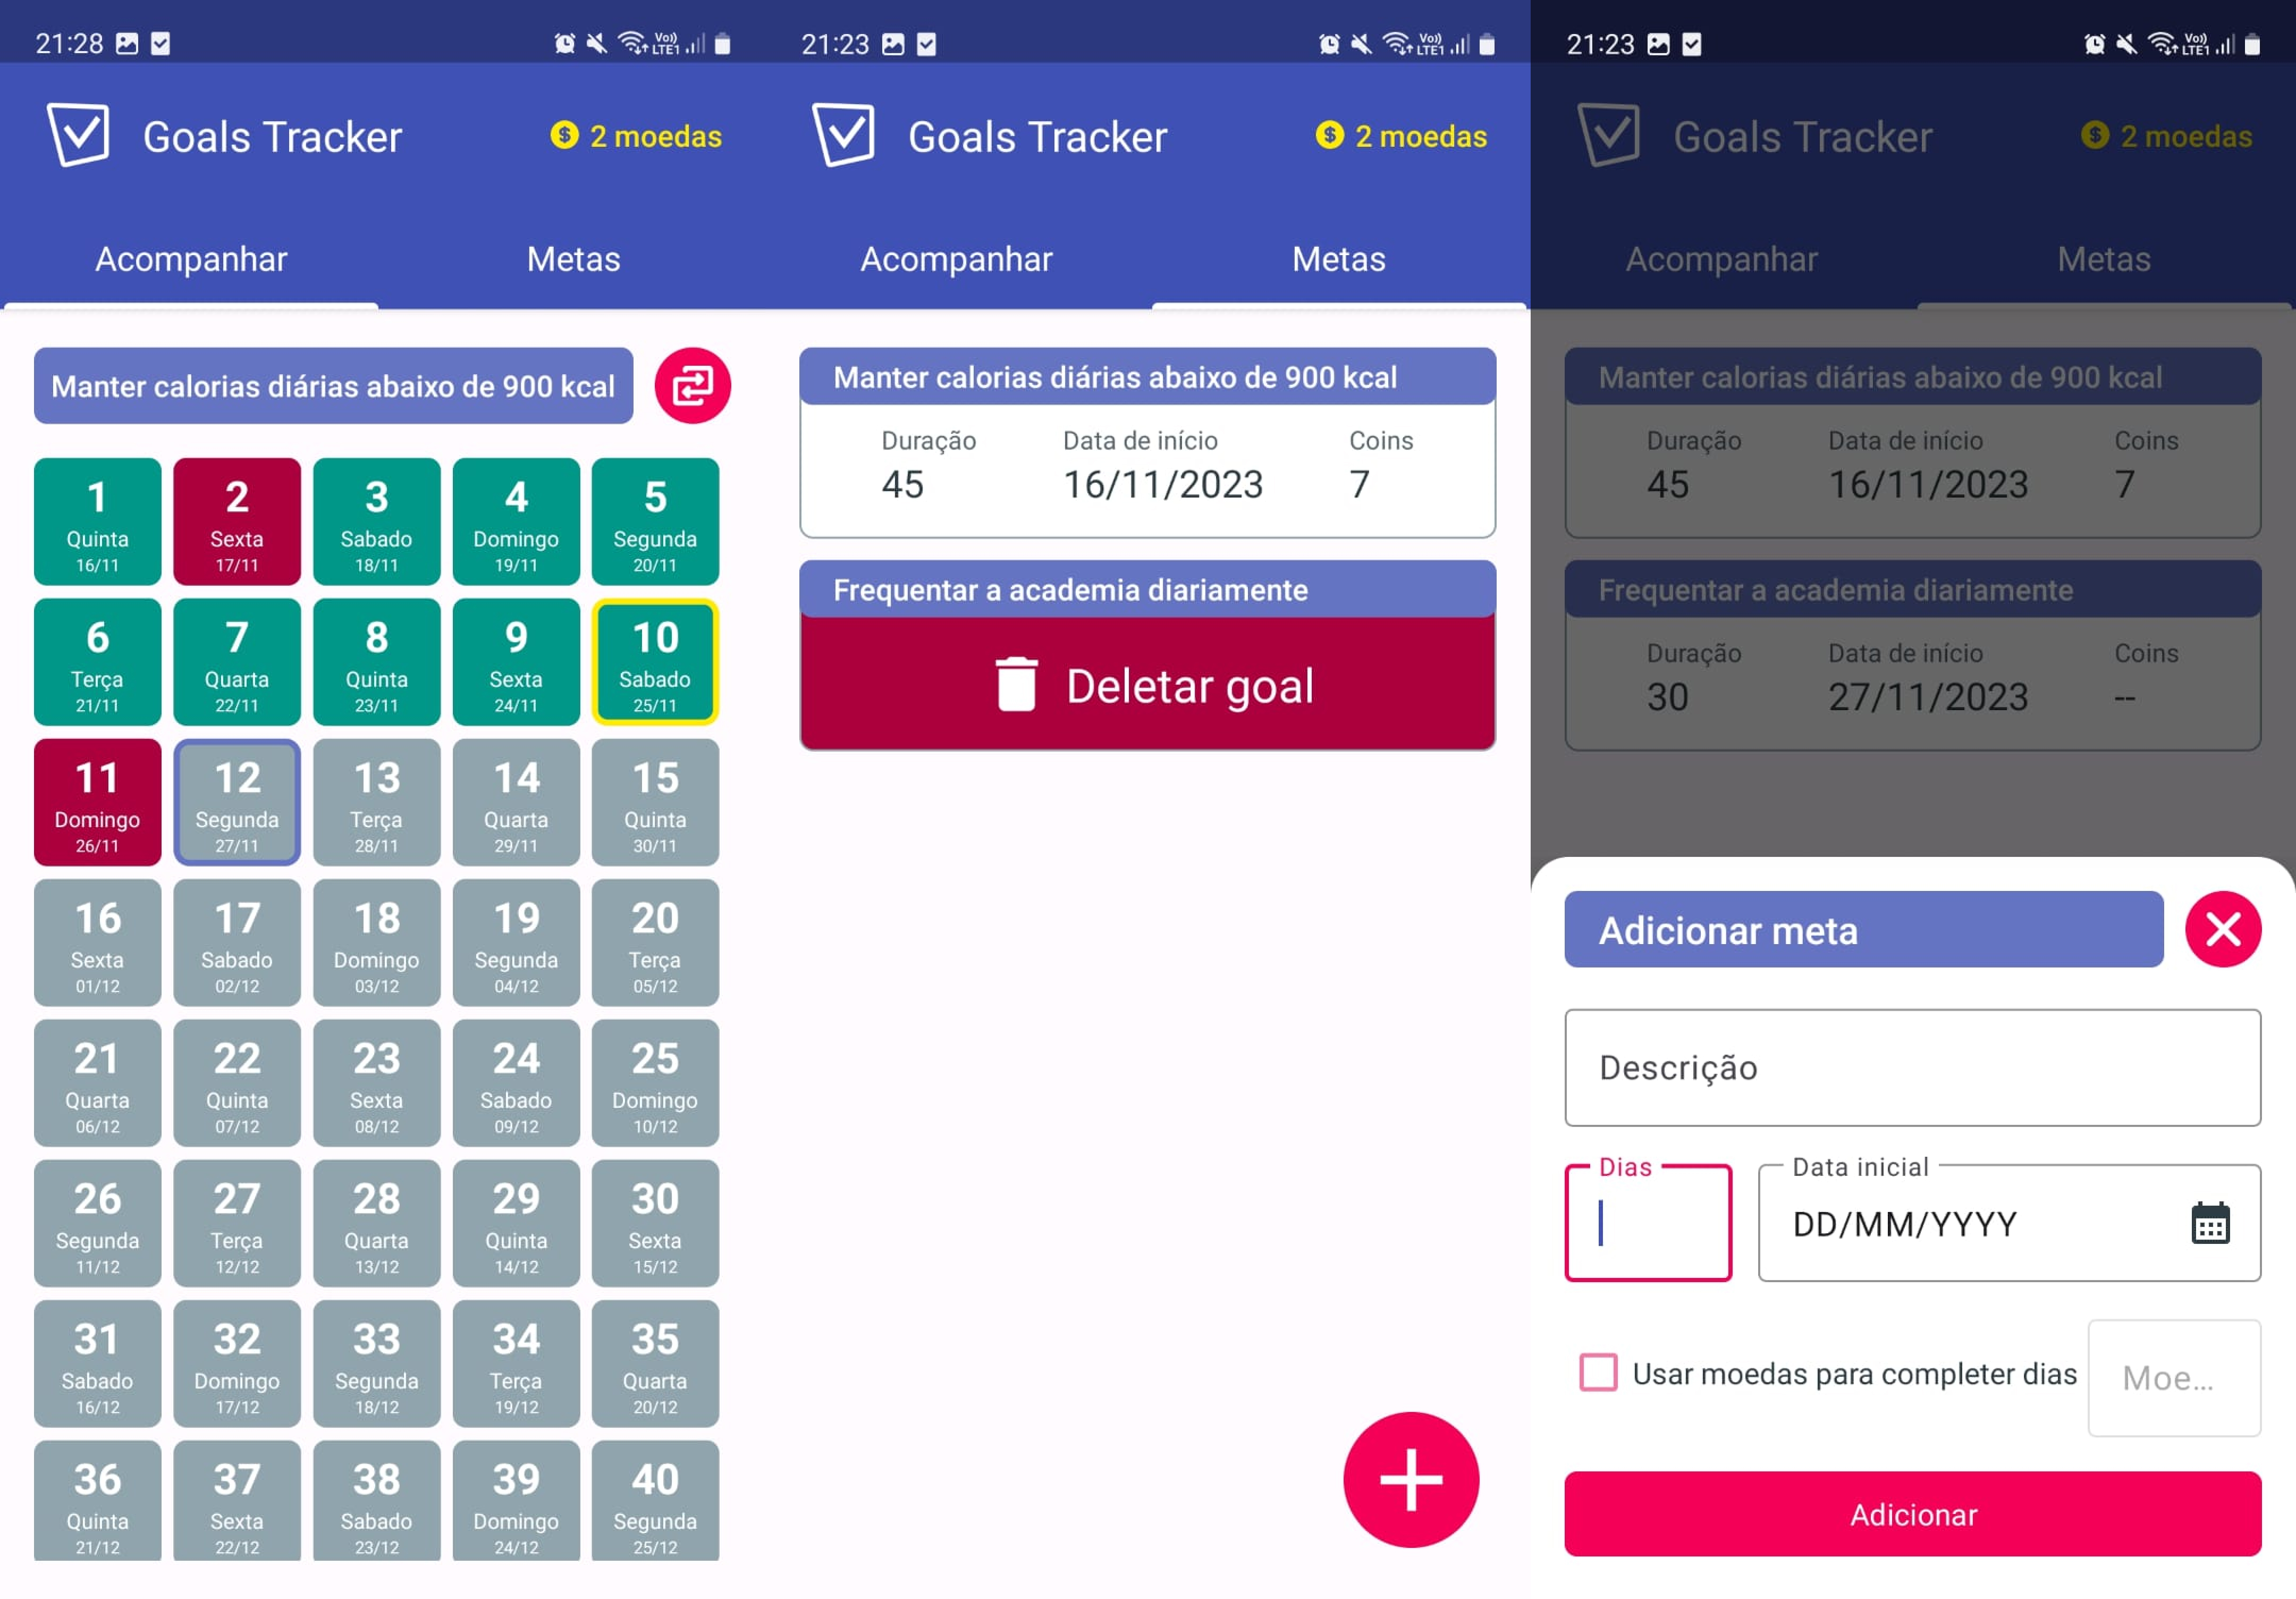 21:28
VoI) LTE1
Goals Tracker
2 moedas
Acompanhar
Metas
Manter calorias diárias abaixo de 900 kcal
1 2 3 4 5
Quinta Sexta Sabado Domingo Segunda
16/11 17/11 18/11 19/11 20/11
6 7 8 9 10
Terça Quarta Quinta Sexta Sabado
21/11 22/11 23/11 24/11 25/11
11 12 13 14 15
Domingo Segunda Terça Quarta Quinta
26/11 27/11 28/11 29/11 30/11
16 17 18 19 20
Sexta Sabado Domingo Segunda Terça
01/12 02/12 03/12 04/12 05/12
21 22 23 24 25
Quarta Quinta Sexta Sabado Domingo
06/12 07/12 08/12 09/12 10/12
26 27 28 29 30
Segunda Terça Quarta Quinta Sexta
11/12 12/12 13/12 14/12 15/12
31 32 33 34 35
Sabado Domingo Segunda Terça Quarta
16/12 17/12 18/12 19/12 20/12
36 37 38 39 40
Quinta Sexta Sabado Domingo Segunda
21/12 22/12 23/12 24/12 25/12
21:23
VoI) LTE1
Goals Tracker
2 moedas
Acompanhar
Metas
Manter calorias diárias abaixo de 900 kcal
Duração Data de início Coins
45 16/11/2023 7
Frequentar a academia diariamente
Deletar goal
21:23
VoI) LTE1
Goals Tracker
2 moedas
Acompanhar
Metas
Manter calorias diárias abaixo de 900 kcal
Duração Data de início Coins
45 16/11/2023 7
Frequentar a academia diariamente
Duração Data de início Coins
30 27/11/2023 --
Adicionar meta
Descrição
Dias
Data inicial
DD/MM/YYYY
Usar moedas para completer dias
Moe...
Adicionar